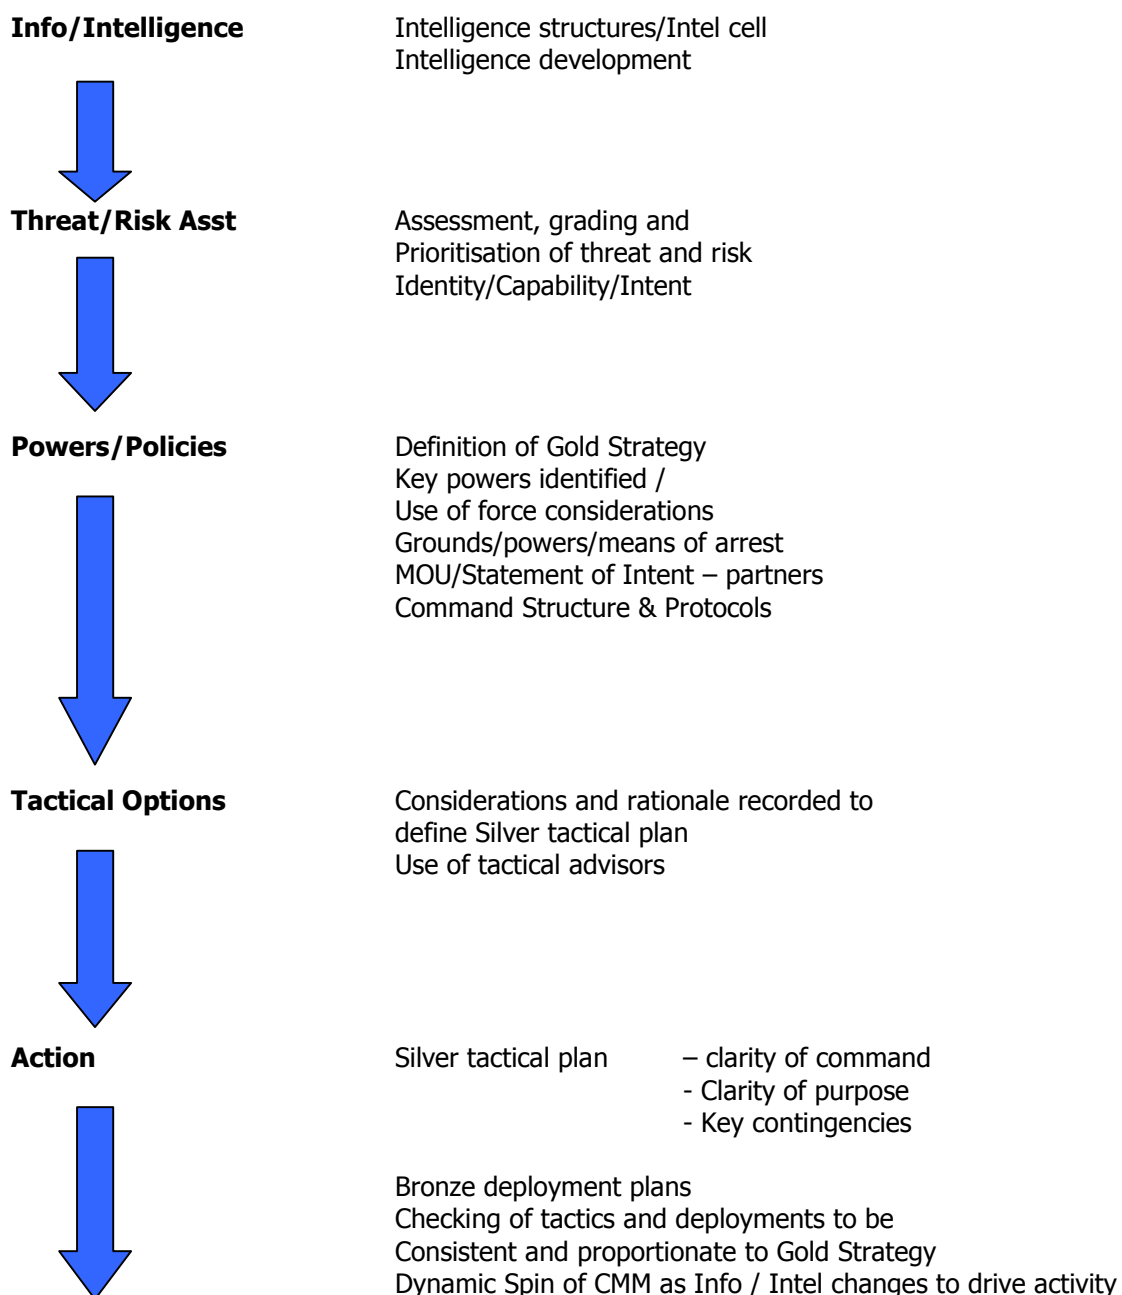 Info/Intelligence Intelligence structures/Intel cell
Intelligence development
Threat/Risk Asst Assessment, grading and
Prioritisation of threat and risk
Identity/Capability/Intent
Powers/Policies Definition of Gold Strategy
Key powers identified /
Use of force considerations
Grounds/powers/means of arrest
MOU/Statement of Intent – partners
Command Structure & Protocols
Tactical Options Considerations and rationale recorded to
define Silver tactical plan
Use of tactical advisors
Action Silver tactical plan – clarity of command
- Clarity of purpose
- Key contingencies
Bronze deployment plans
Checking of tactics and deployments to be
Consistent and proportionate to Gold Strategy
Dynamic Spin of CMM as Info / Intel changes to drive activity